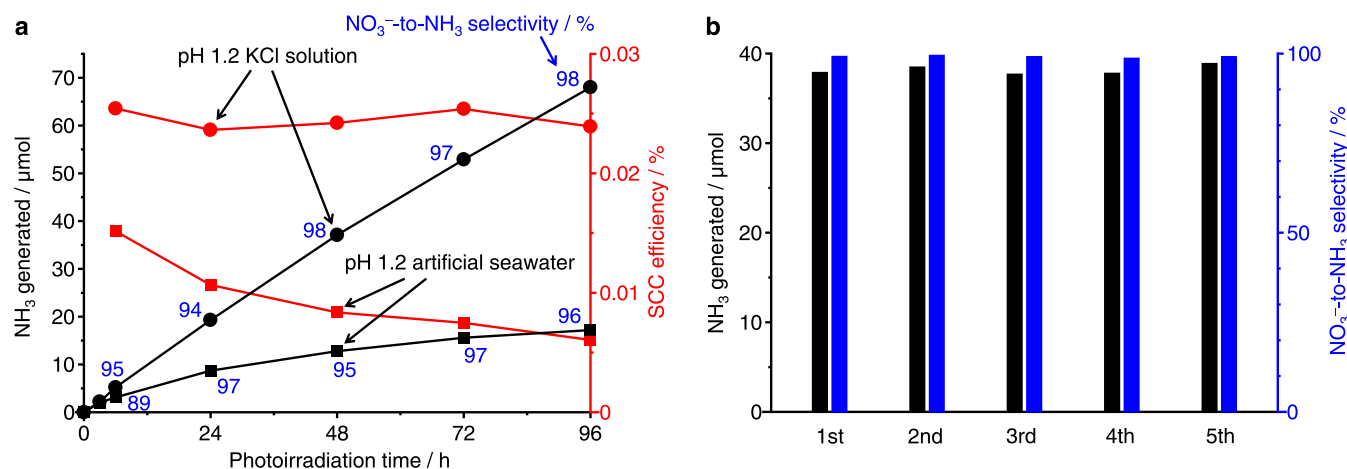 a
NO₃⁻-to-NH₃ selectivity / %
pH 1.2 KCl solution
pH 1.2 artificial seawater
NH₃ generated / μmol
70
60
50
40
30
20
10
0
0.03
0.02
0.01
0
SCC efficiency / %
95
94
98
97
98
89
97
95
97
96
0
24
48
72
96
Photoirradiation time / h
b
NH₃ generated / μmol
40
30
20
10
0
100
50
0
NO₃⁻-to-NH₃ selectivity / %
1st
2nd
3rd
4th
5th